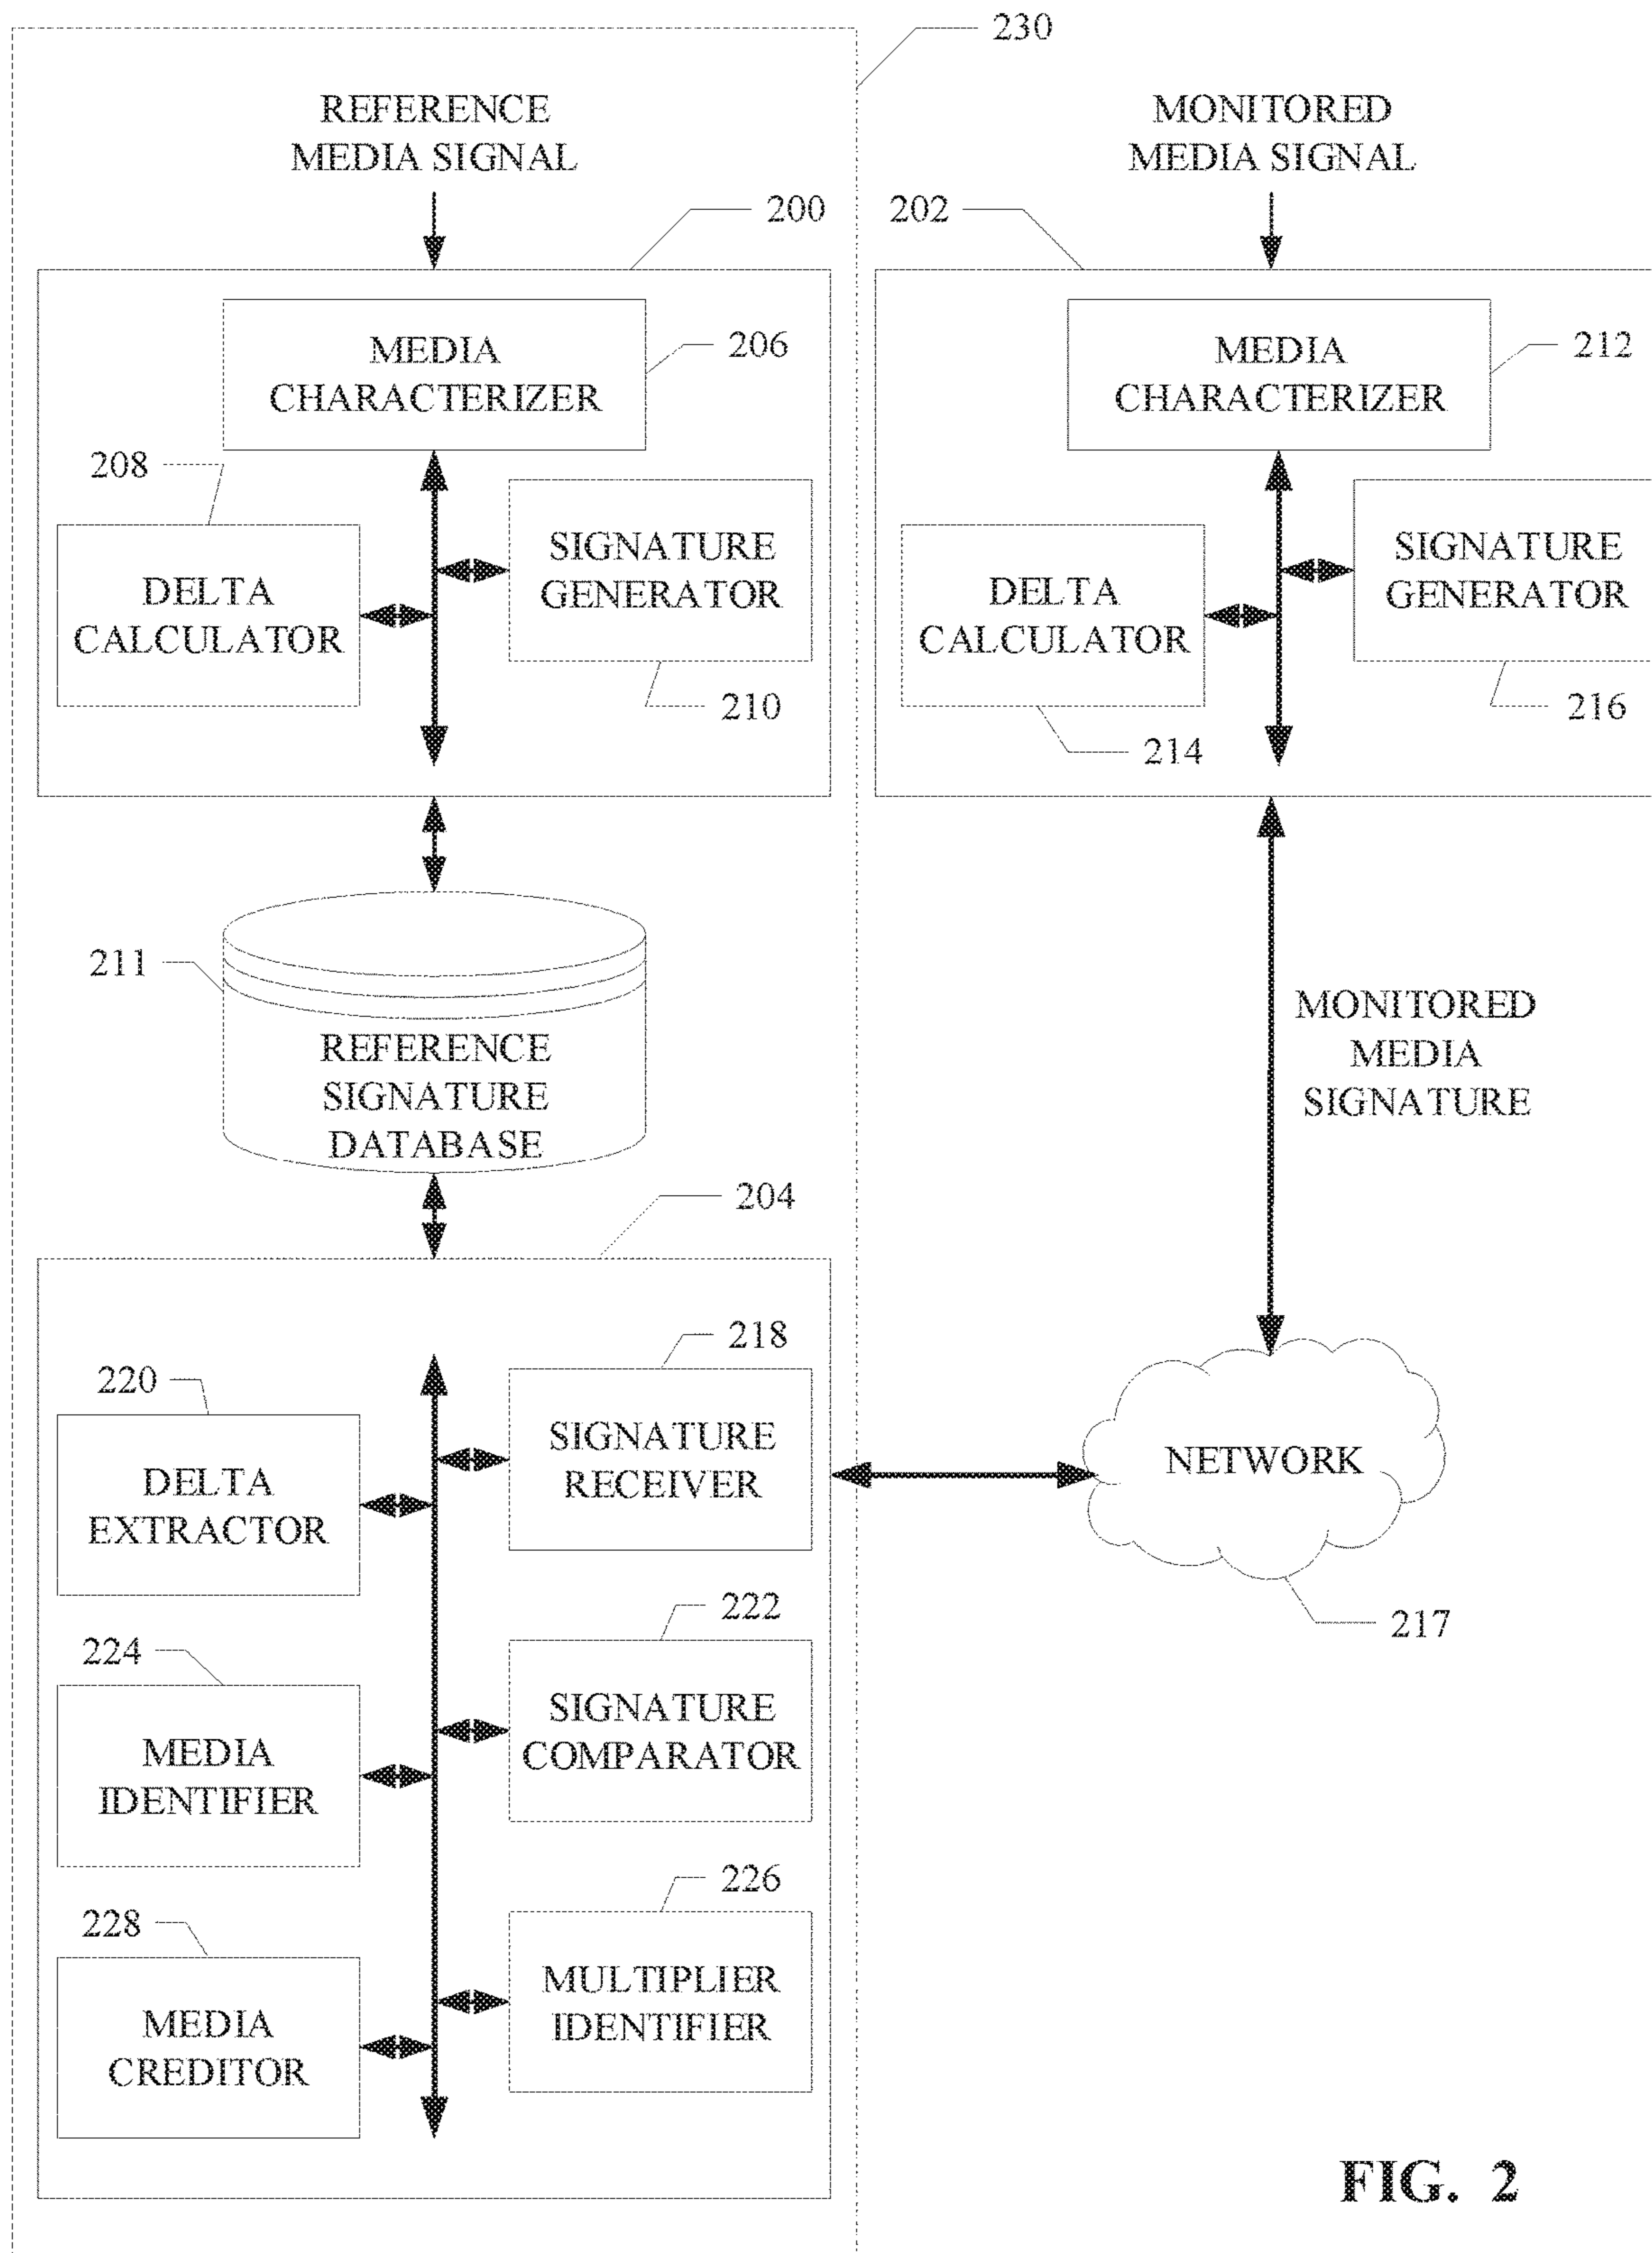 230
REFERENCE
MEDIA SIGNAL
MONITORED
MEDIA SIGNAL
200
202
MEDIA
CHARACTERIZER
206
MEDIA
CHARACTERIZER
212
208
SIGNATURE
GENERATOR
DELTA
CALCULATOR
210
SIGNATURE
GENERATOR
DELTA
CALCULATOR
216
214
211
REFERENCE
SIGNATURE
DATABASE
MONITORED
MEDIA
SIGNATURE
204
218
220
SIGNATURE
RECEIVER
DELTA
EXTRACTOR
NETWORK
217
222
224
SIGNATURE
COMPARATOR
MEDIA
IDENTIFIER
226
228
MULTIPLIER
IDENTIFIER
MEDIA
CREDITOR
FIG. 2